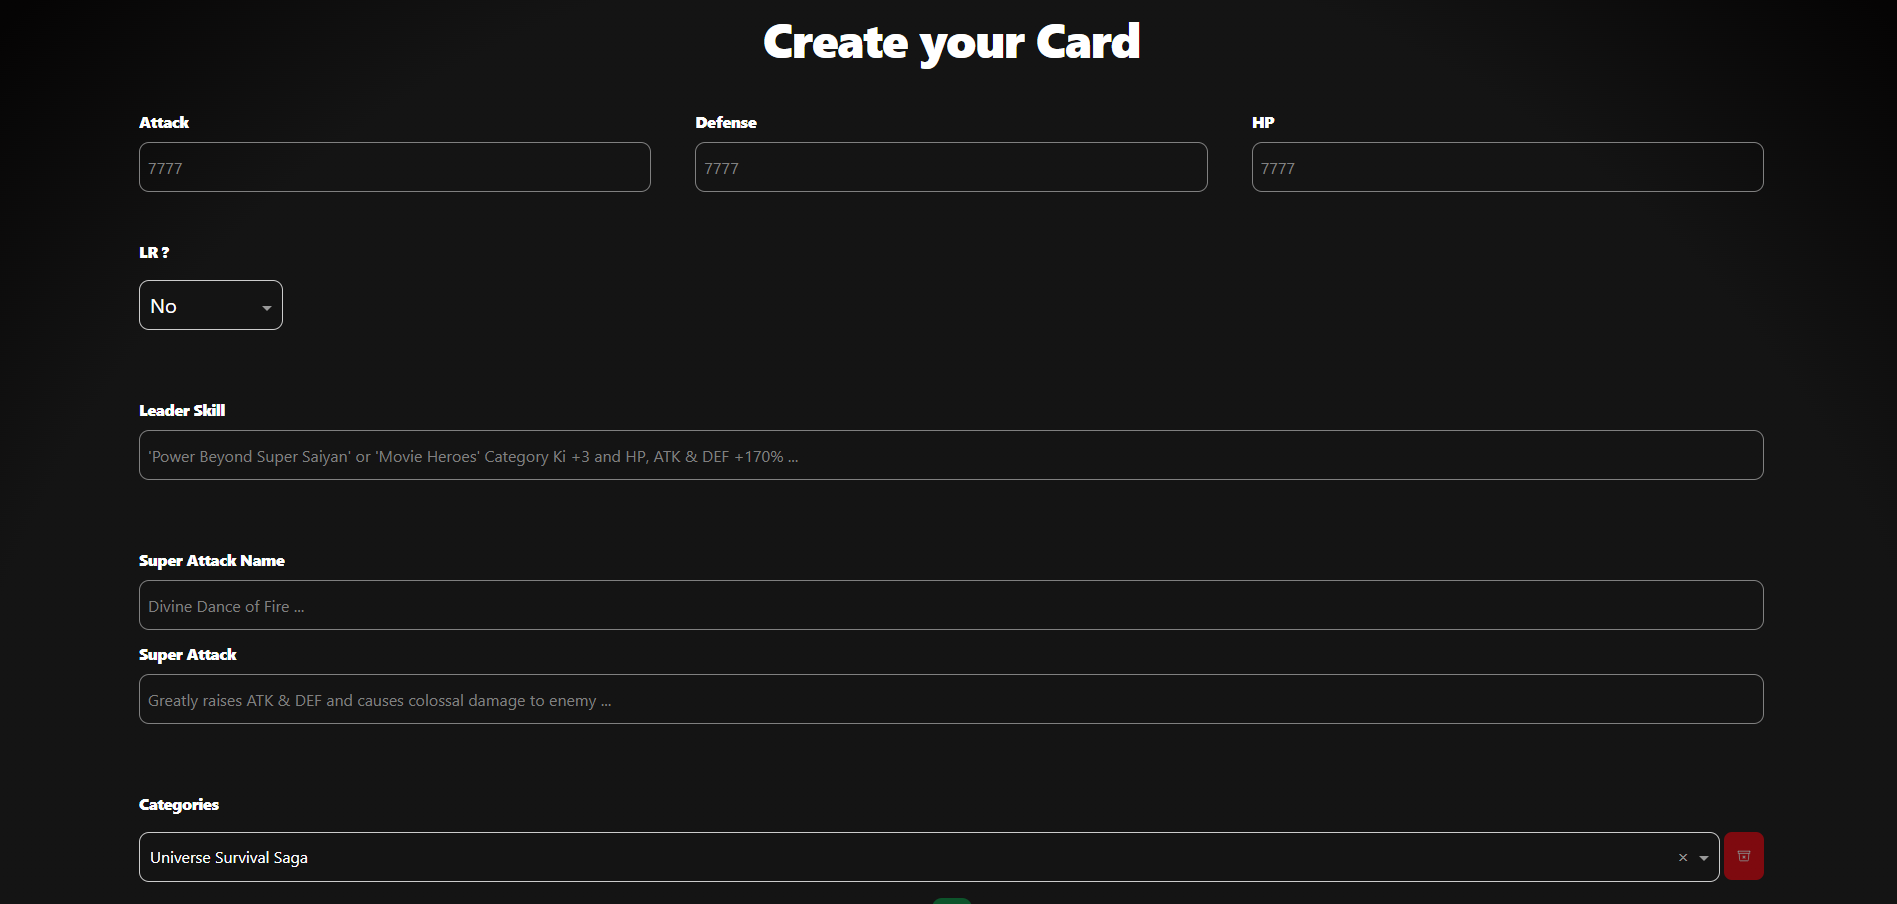 Create your Card
Attack
Defense
HP
7777
7777
7777
LR ?
No
Leader Skill
'Power Beyond Super Saiyan' or 'Movie Heroes' Category Ki +3 and HP, ATK & DEF +170% ...
Super Attack Name
Divine Dance of Fire ...
Super Attack
Greatly raises ATK & DEF and causes colossal damage to enemy ...
Categories
Universe Survival Saga